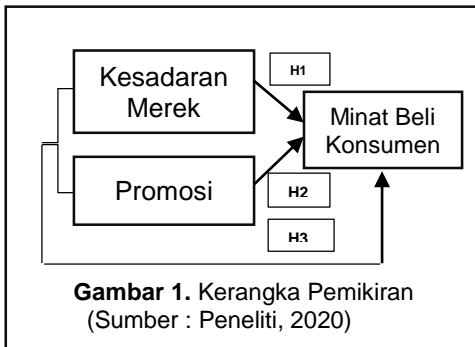 H1
Kesadaran
Merek
Minat Beli
Konsumen
Promosi
H2
H3
Gambar 1. Kerangka Pemikiran
(Sumber : Peneliti, 2020)